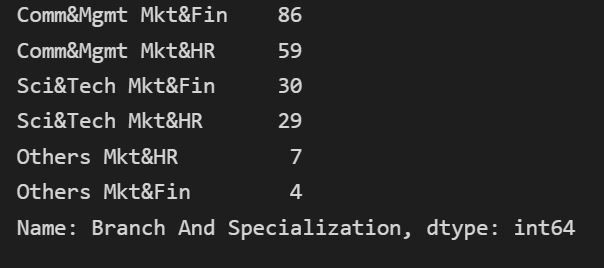 Comm&Mgmt Mkt&Fin    86
Comm&Mgmt Mkt&HR     59
Sci&Tech Mkt&Fin     30
Sci&Tech Mkt&HR      29
Others Mkt&HR         7
Others Mkt&Fin        4
Name: Branch And Specialization, dtype: int64